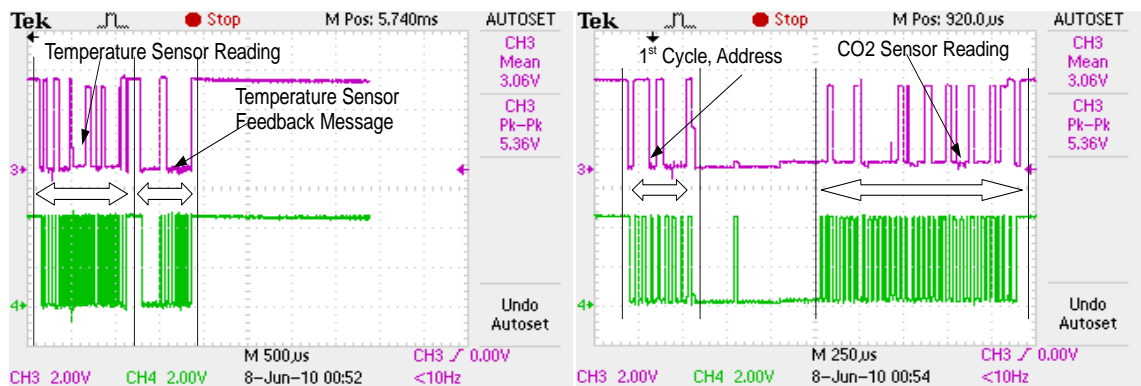 Tek Stop M Pos: 5.740ms AUTOSET
Temperature Sensor Reading
Temperature Sensor
Feedback Message
CH3
Mean
3.06V
CH3
Pk-Pk
5.36V
3
4
Undo
Autoset
M 500µs CH3 0.00V
CH3 2.00V CH4 2.00V 8-Jun-10 00:52 <10Hz
Tek Stop M Pos: 920.0µs AUTOSET
1st Cycle, Address
CO2 Sensor Reading
CH3
Mean
3.06V
CH3
Pk-Pk
5.36V
3
4
Undo
Autoset
M 250µs CH3 0.00V
CH3 2.00V CH4 2.00V 8-Jun-10 00:54 <10Hz